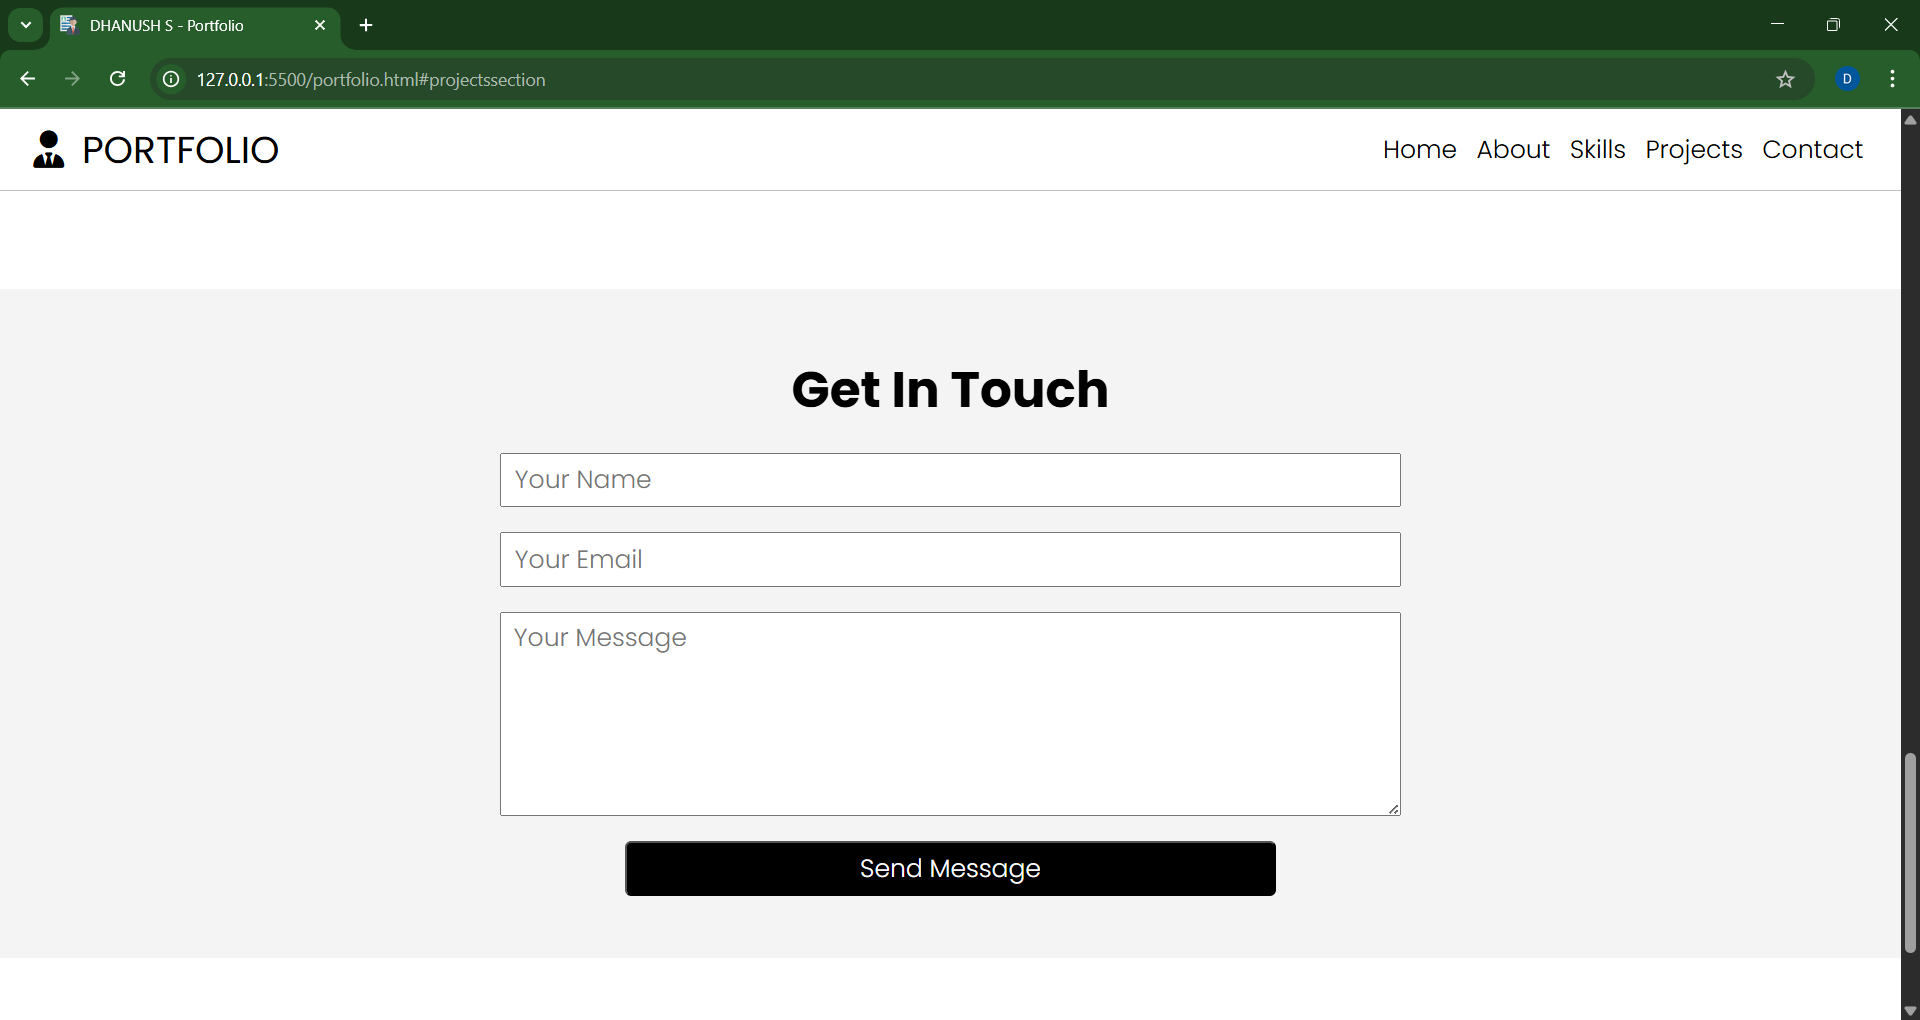 DHANUSH S - Portfolio
127.0.0.1:5500/portfolio.html#projectssection
D
PORTFOLIO
Home About Skills Projects Contact
Get In Touch
Your Name
Your Email
Your Message
Send Message